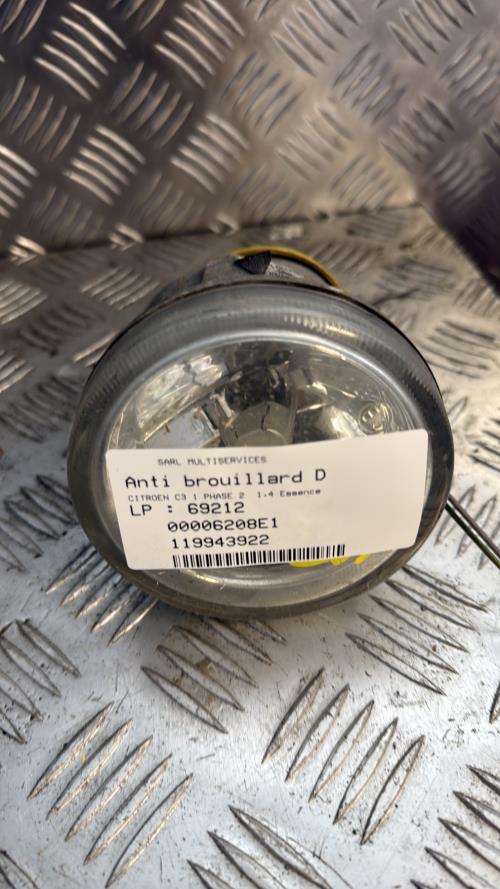 SARL MULTISERVICES
Anti brouillard D
CITROEN C3 1 PHASE 2 1.4 Essence
LP : 69212
00006208E1
119943922